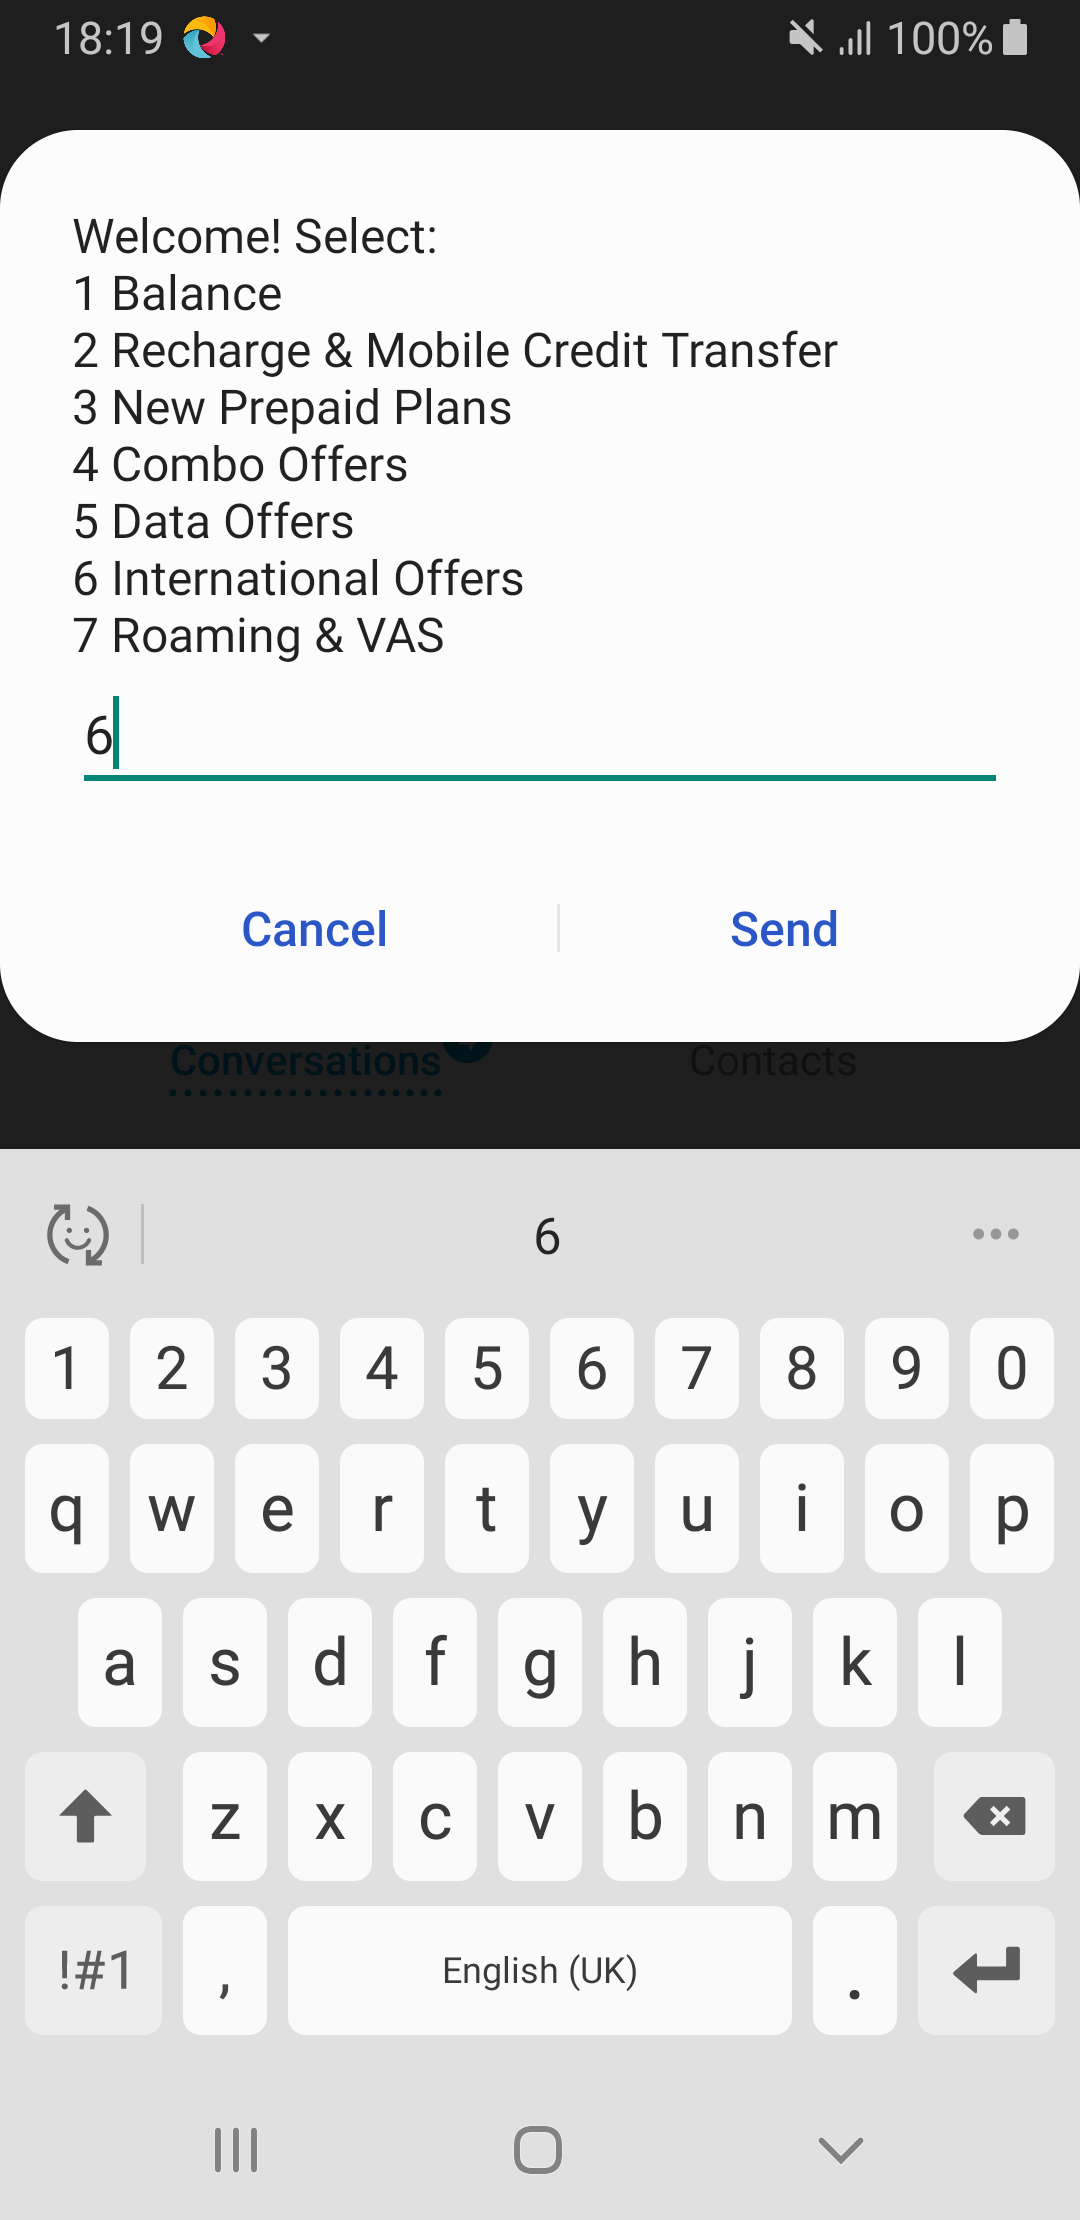 18:19 100%
Welcome! Select:
1 Balance
2 Recharge & Mobile Credit Transfer
3 New Prepaid Plans
4 Combo Offers
5 Data Offers
6 International Offers
7 Roaming & VAS
6
Cancel Send
Conversations Contacts
6
1 2 3 4 5 6 7 8 9 0
q w e r t y u i o p
a s d f g h j k l
z x c v b n m
!#1 , English (UK) .